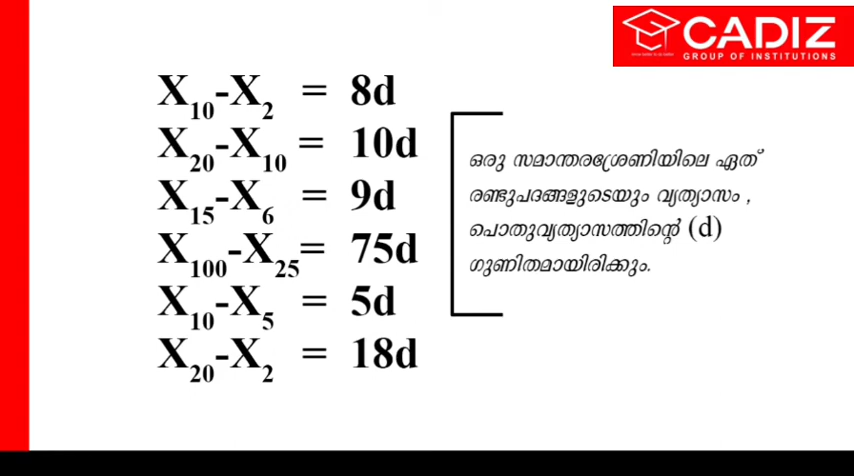 CADIZ
GROUP OF INSTITUTIONS
X₁₀-X₂ = 8d
X₂₀-X₁₀ = 10d
X₁₅-X₆ = 9d
X₁₀₀-X₂₅= 75d
X₁₀-X₅ = 5d
X₂₀-X₂ = 18d
ഒരു സമാന്തരശ്രേണിയിലെ ഏത്
രണ്ടുപദങ്ങളുടെയും വ്യത്യാസം ,
പൊതുവ്യത്യാസത്തിന്റെ (d)
ഗുണിതമായിരിക്കും.